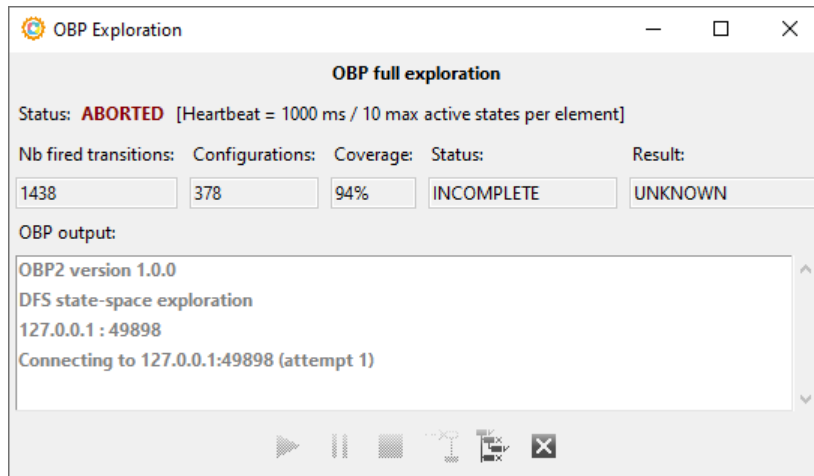 OBP Exploration
OBP full exploration
Status: ABORTED [Heartbeat = 1000 ms / 10 max active states per element]
Nb fired transitions: Configurations: Coverage: Status: Result:
1438 378 94% INCOMPLETE UNKNOWN
OBP output:
OBP2 version 1.0.0
DFS state-space exploration
127.0.0.1 : 49898
Connecting to 127.0.0.1:49898 (attempt 1)